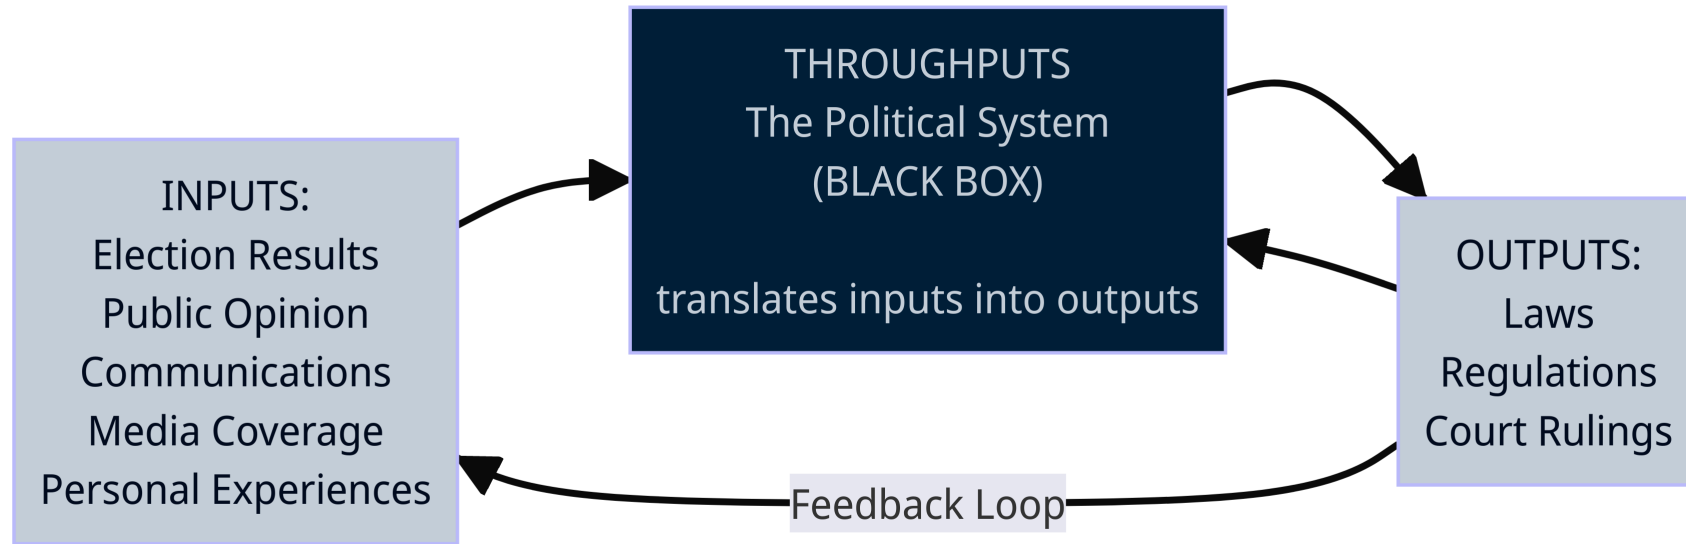 THROUGHPUTS
The Political System
(BLACK BOX)
translates inputs into outputs
INPUTS:
Election Results
Public Opinion
Communications
Media Coverage
Personal Experiences
OUTPUTS:
Laws
Regulations
Court Rulings
Feedback Loop